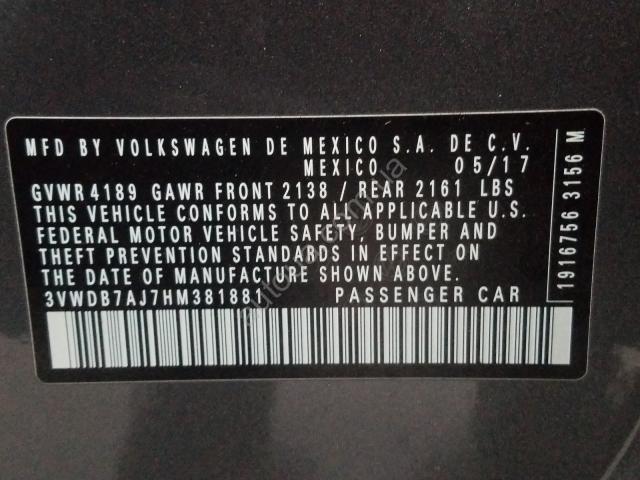 MFD BY VOLKSWAGEN DE MEXICO S.A. DE C.V.
MEXICO 05/17
GVWR 4189 GAWR FRONT 2138 / REAR 2161 LBS
THIS VEHICLE CONFORMS TO ALL APPLICABLE U.S.
FEDERAL MOTOR VEHICLE SAFETY, BUMPER AND
THEFT PREVENTION STANDARDS IN EFFECT ON
THE DATE OF MANUFACTURE SHOWN ABOVE.
3VWDB7AJ7HM381881 PASSENGER CAR
1916756 3156 M